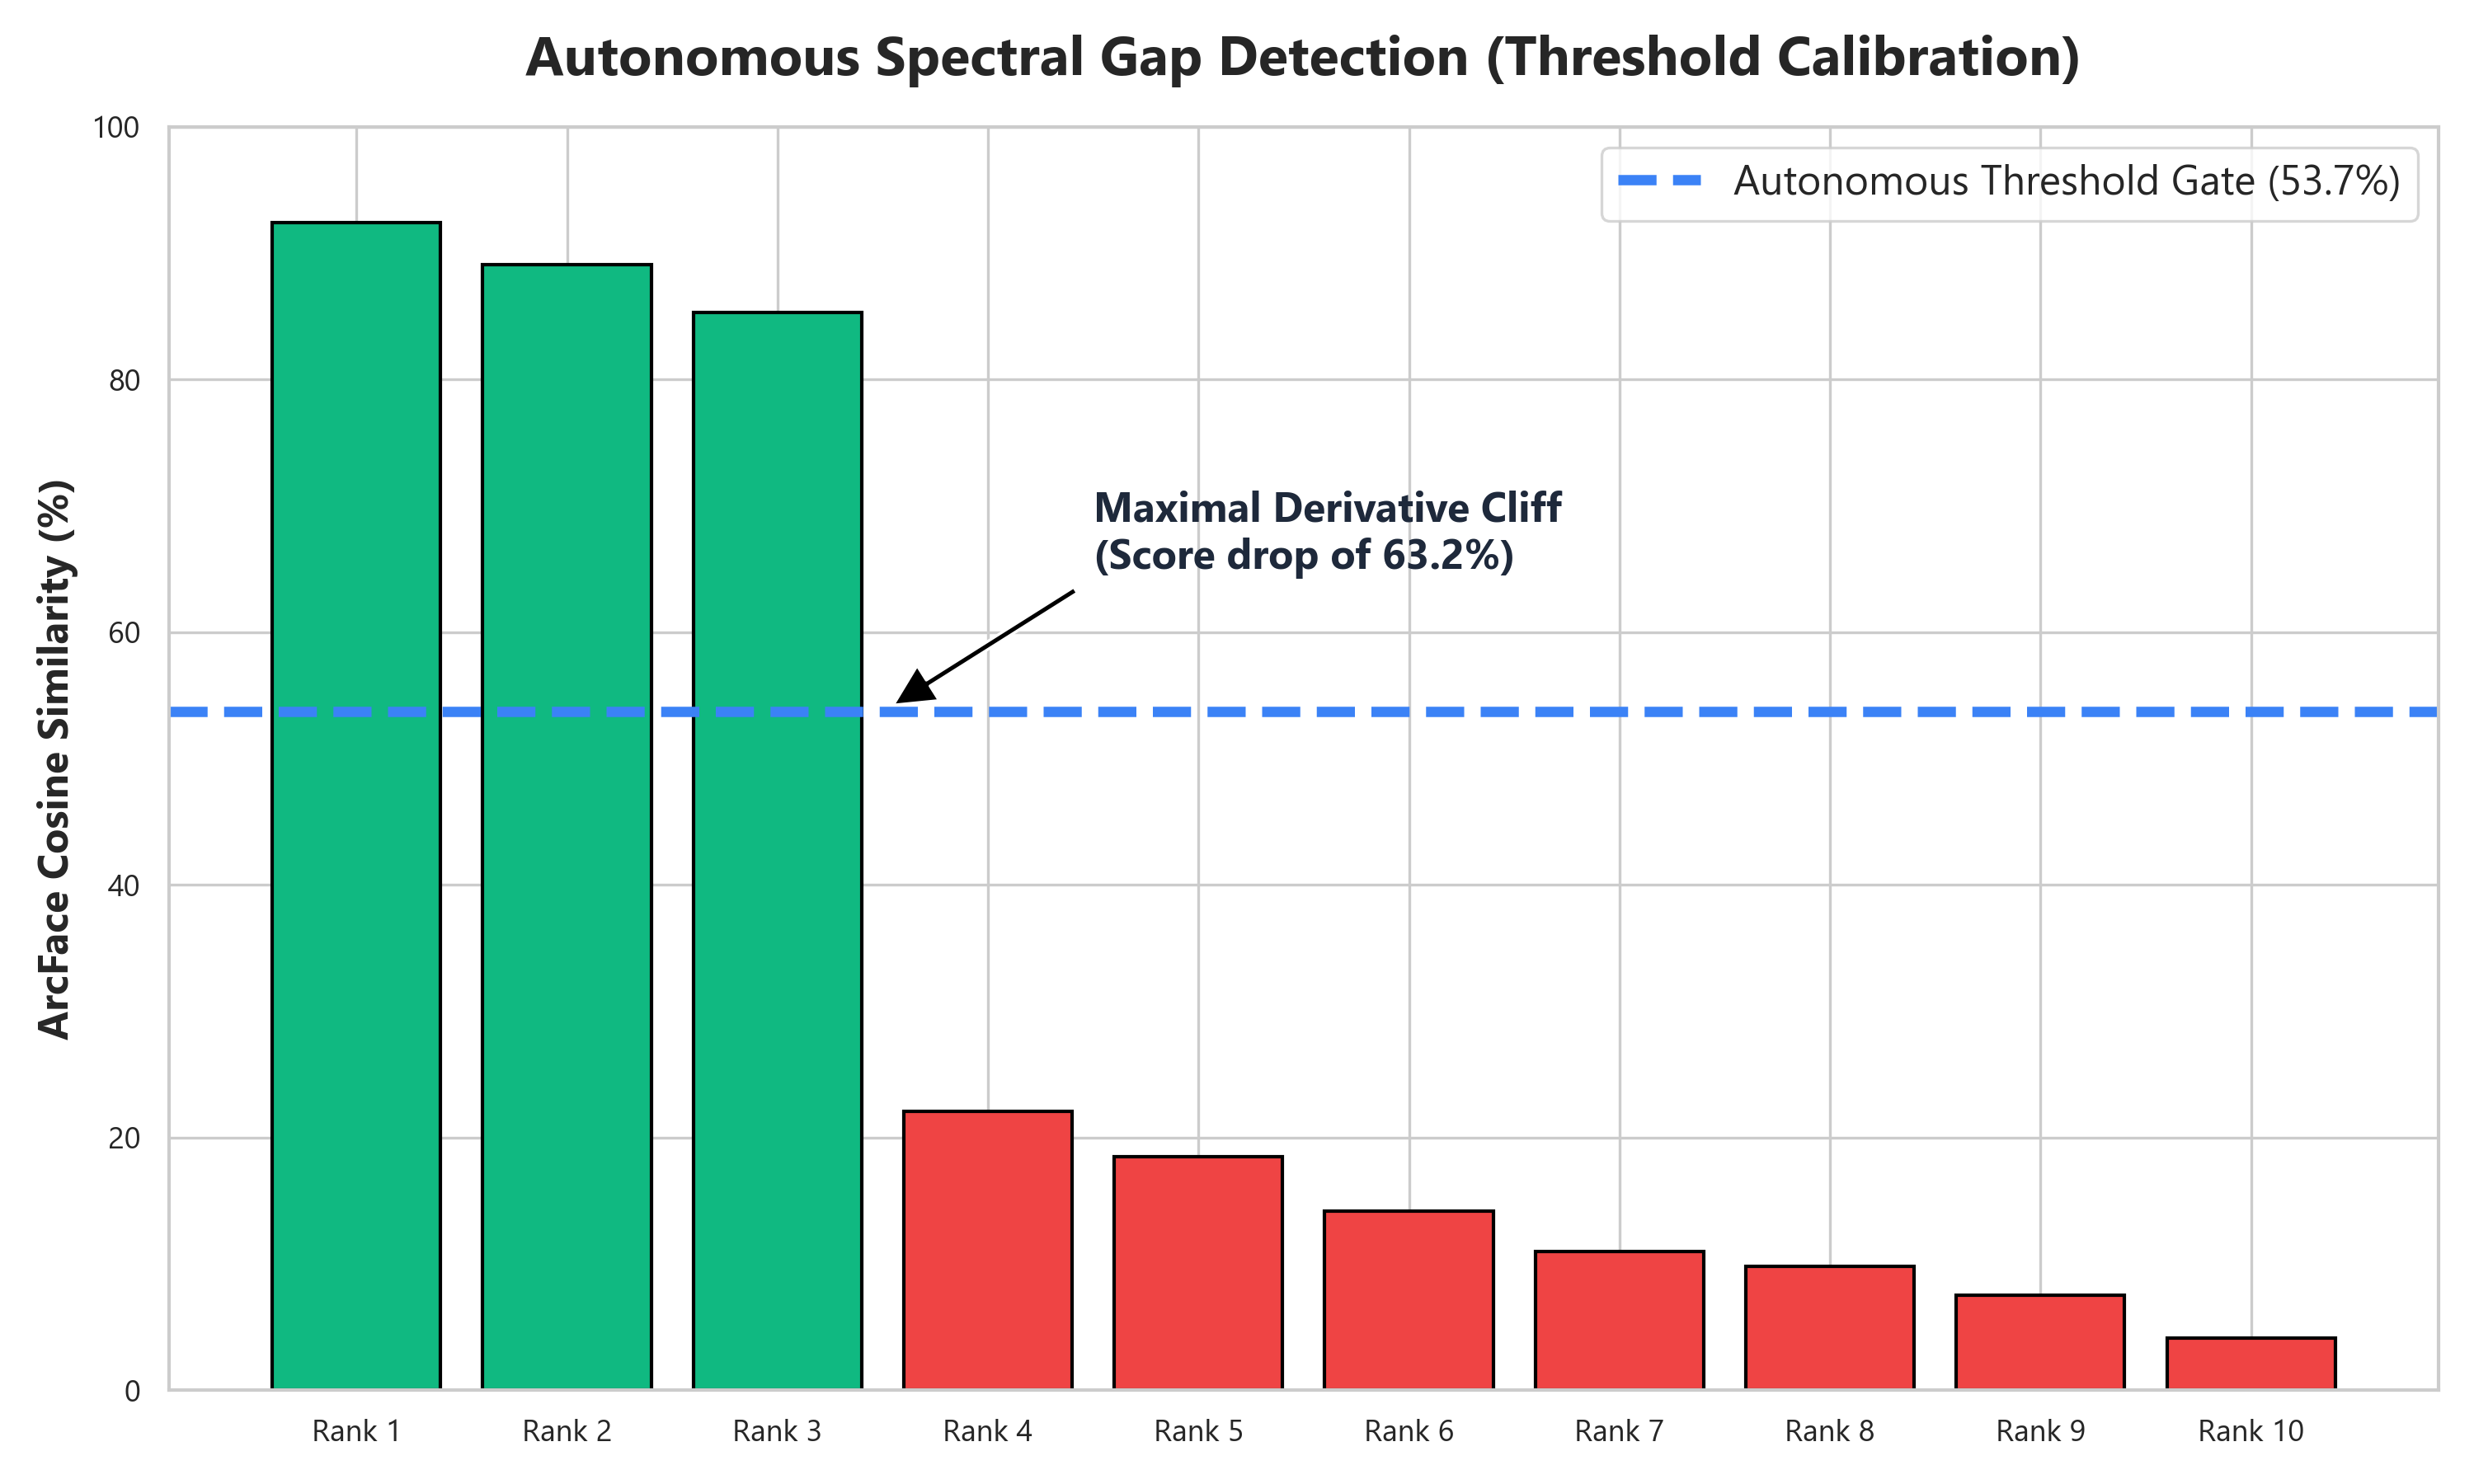 Autonomous Spectral Gap Detection (Threshold Calibration)
100
80
60
40
20
0
ArcFace Cosine Similarity (%)
Autonomous Threshold Gate (53.7%)
Maximal Derivative Cliff
(Score drop of 63.2%)
Rank 1
Rank 2
Rank 3
Rank 4
Rank 5
Rank 6
Rank 7
Rank 8
Rank 9
Rank 10